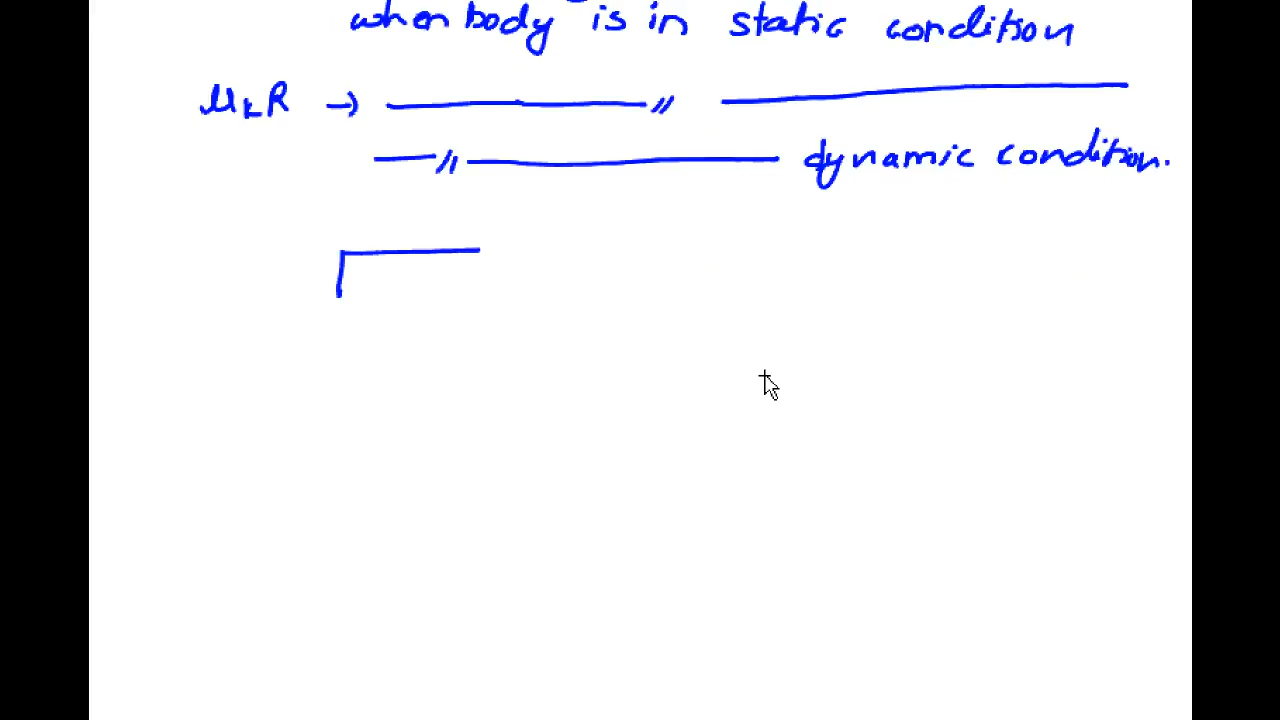 when body is in static condition
μₖR → ——— 〃 ———
— 〃 ——— dynamic condition.